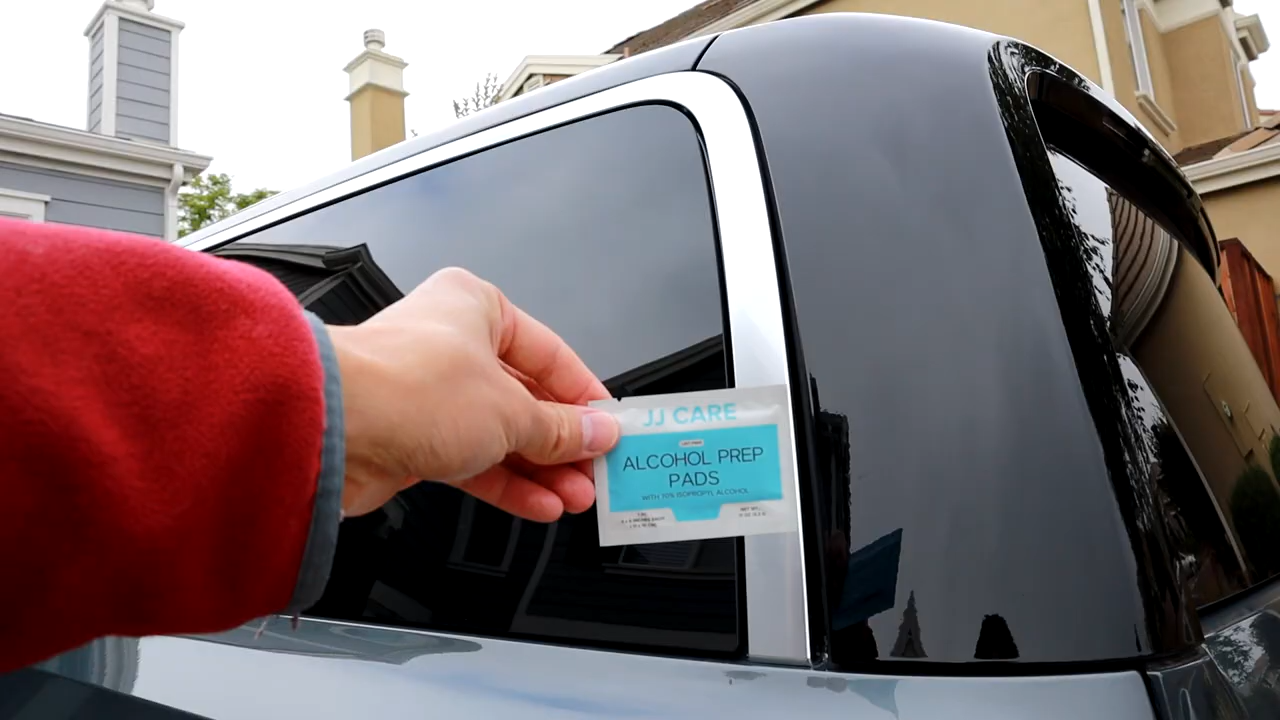 JJ CARE
ALCOHOL PREP
PADS
WITH 70% ISOPROPYL ALCOHOL